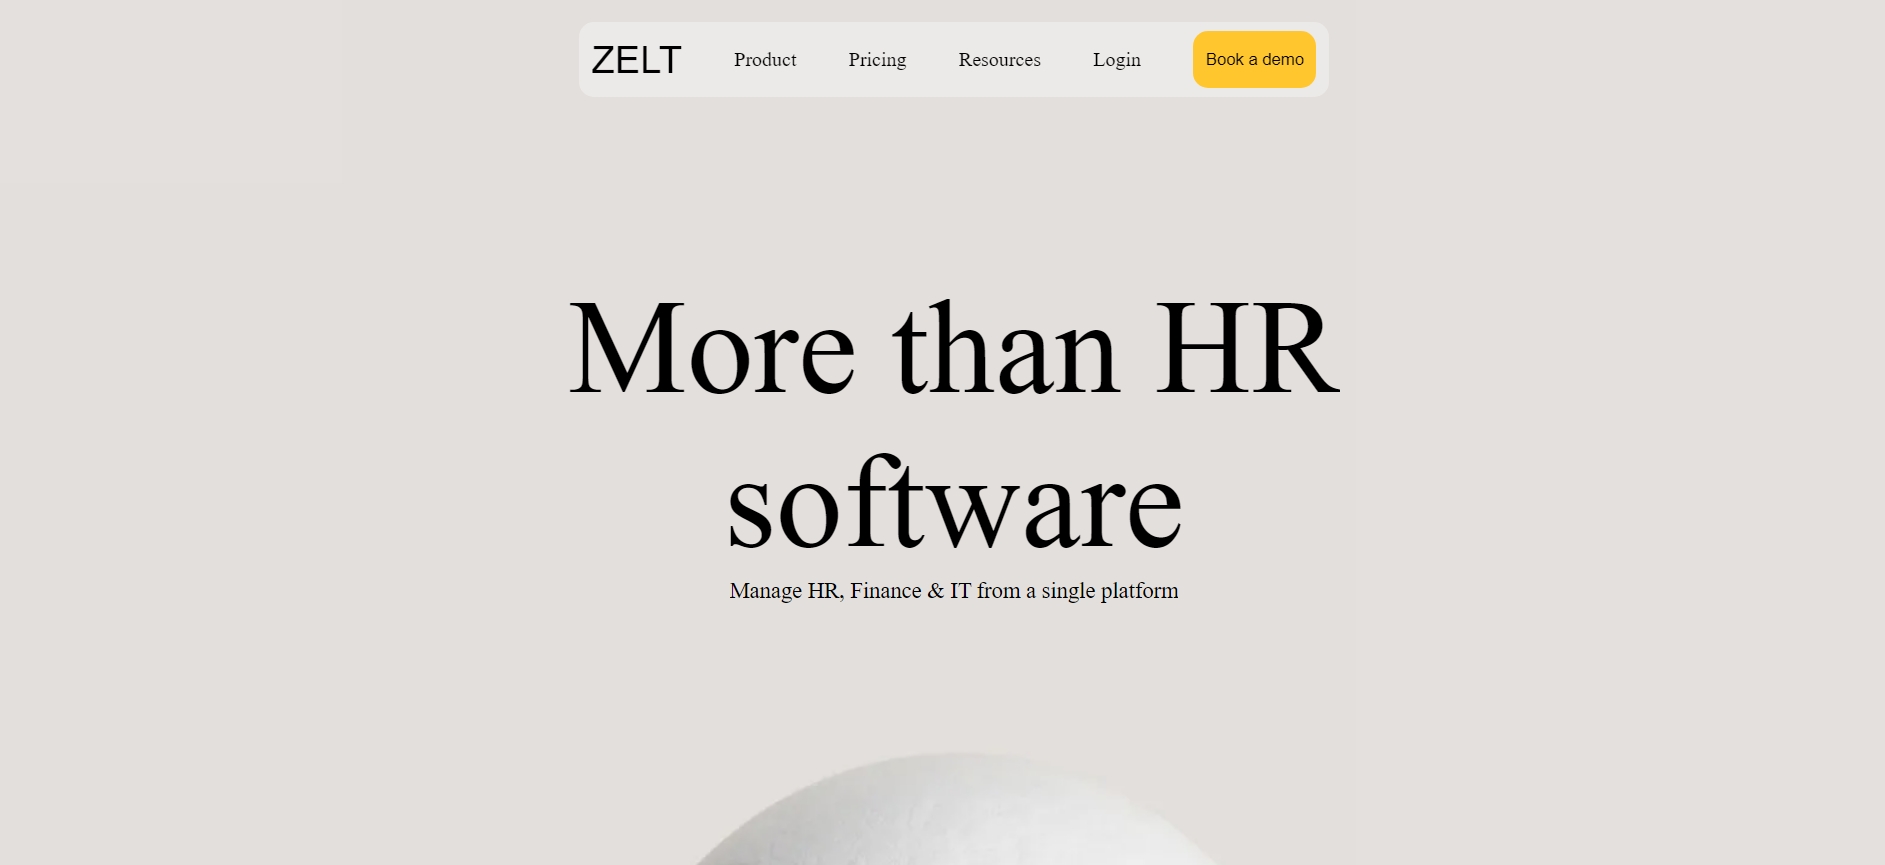 ZELT Product Pricing Resources Login Book a demo
More than HR
software
Manage HR, Finance & IT from a single platform